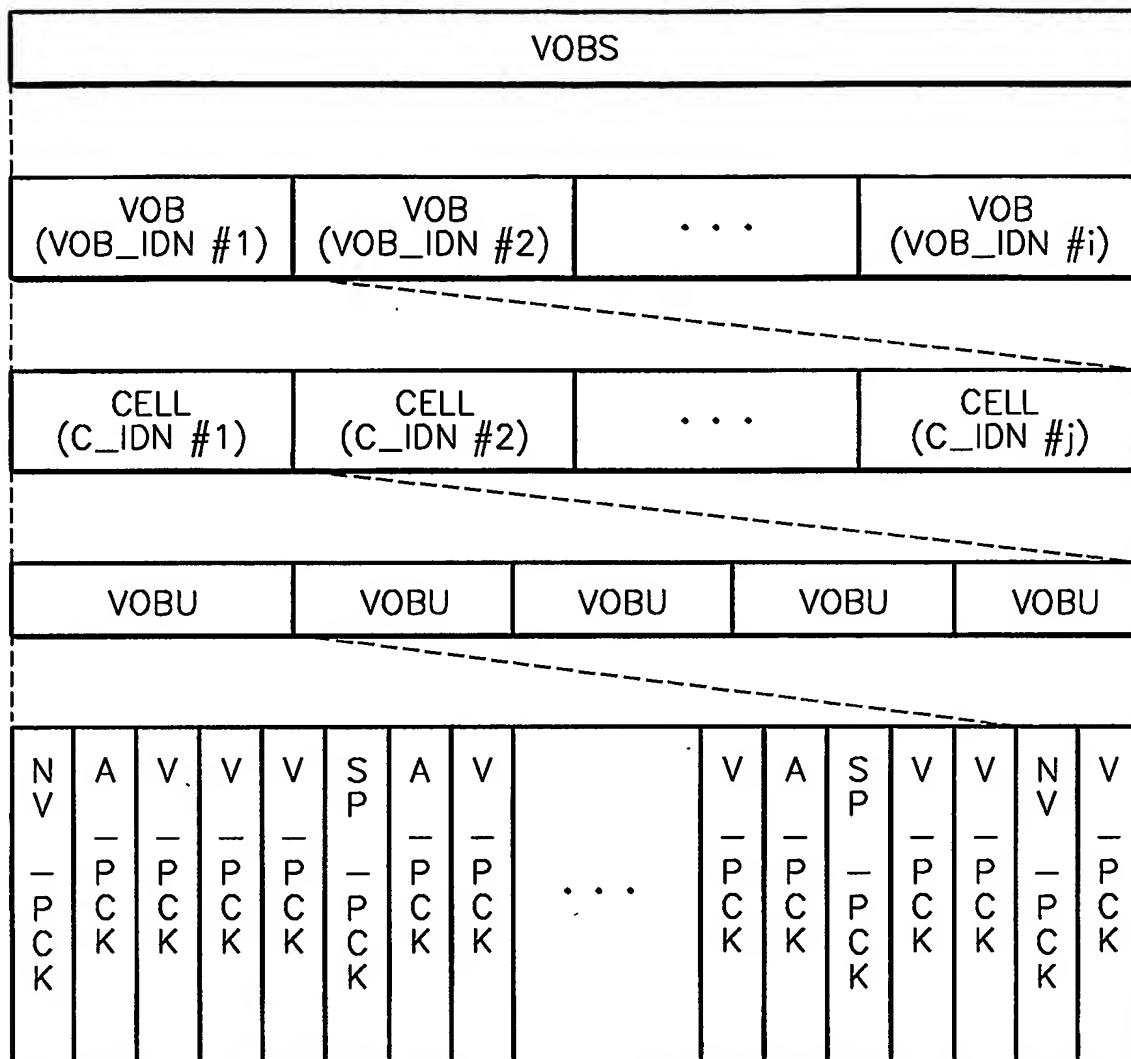 VOBS
VOB VOB . . . VOB
(VOB_IDN #1) (VOB_IDN #2) (VOB_IDN #i)
CELL CELL . . . CELL
(C_IDN #1) (C_IDN #2) (C_IDN #j)
VOBU VOBU VOBU VOBU VOBU
NV_PCK A_PCK V_PCK V_PCK V_PCK SP_PCK A_PCK V_PCK . . . V_PCK A_PCK SP_PCK V_PCK V_PCK NV_PCK V_PCK